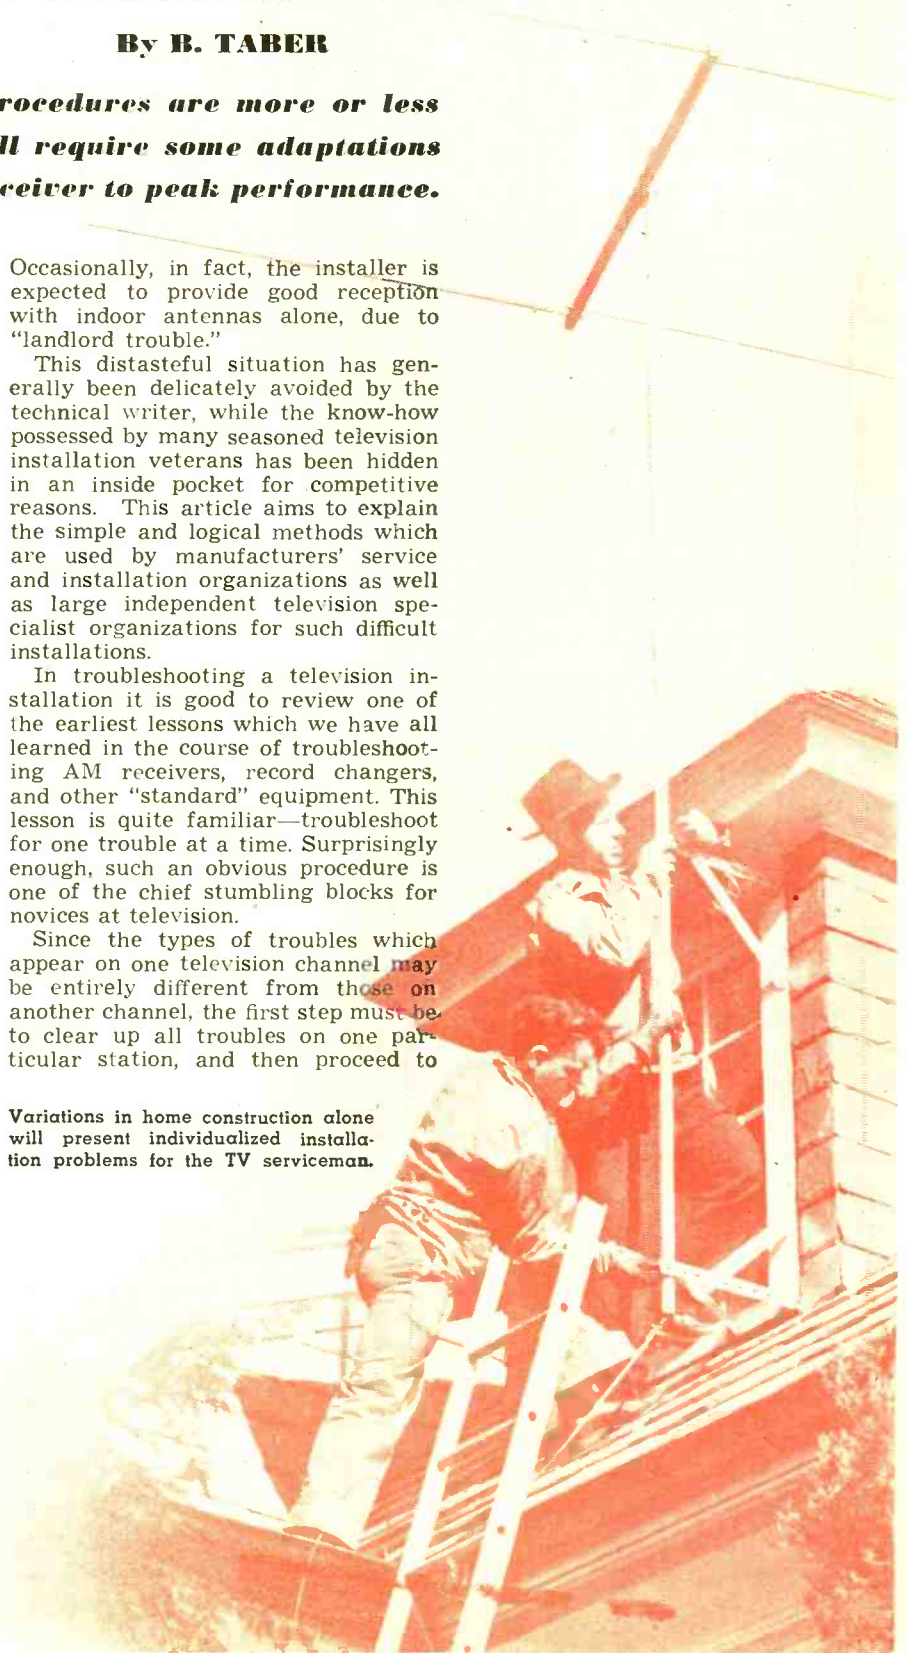 By B. TABER
rocedures are more or less
ll require some adaptations
ceiver to peak performance.
Occasionally, in fact, the installer is
expected to provide good reception
with indoor antennas alone, due to
“landlord trouble.”
This distasteful situation has gen-
erally been delicately avoided by the
technical writer, while the know-how
possessed by many seasoned television
installation veterans has been hidden
in an inside pocket for competitive
reasons. This article aims to explain
the simple and logical methods which
are used by manufacturers’ service
and installation organizations as well
as large independent television spe-
cialist organizations for such difficult
installations.
In troubleshooting a television in-
stallation it is good to review one of
the earliest lessons which we have all
learned in the course of troubleshoot-
ing AM receivers, record changers,
and other “standard” equipment. This
lesson is quite familiar—troubleshoot
for one trouble at a time. Surprisingly
enough, such an obvious procedure is
one of the chief stumbling blocks for
novices at television.
Since the types of troubles which
appear on one television channel may
be entirely different from those on
another channel, the first step must be
to clear up all troubles on one par-
ticular station, and then proceed to
Variations in home construction alone
will present individualized installa-
tion problems for the TV serviceman.